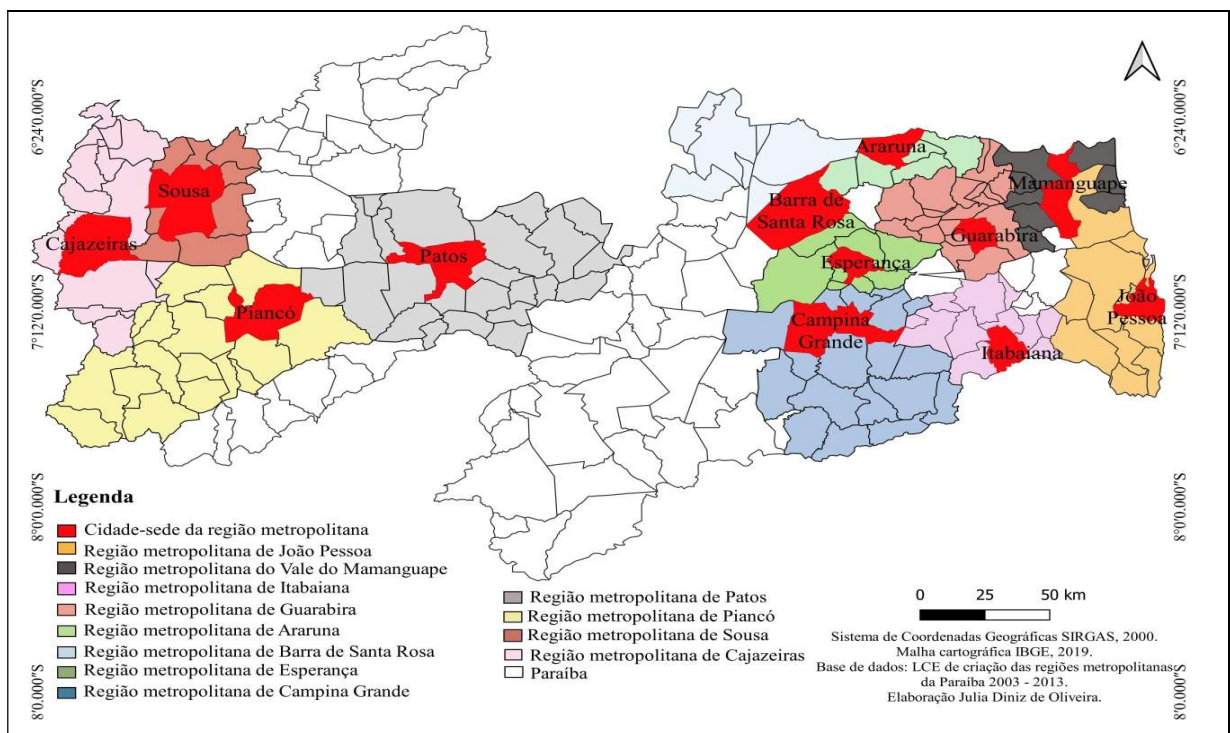 6°24'0.000"S
7°12'0.000"S
8°0'0.000"S
8°0.000"S
6°24'0.000"S
7°12'0.000"S
8°0'0.000"S
8°0.000"S
Araruna
Sousa
Mamanguape
Barra de
Santa Rosa
Cajazeiras
Guarabira
Patos
Esperança
Piancó
João
Pessoa
Campina
Grande
Itabaiana
Legenda
Cidade-sede da região metropolitana
Região metropolitana de João Pessoa
Região metropolitana do Vale do Mamanguape
Região metropolitana de Itabaiana
Região metropolitana de Guarabira
Região metropolitana de Araruna
Região metropolitana de Barra de Santa Rosa
Região metropolitana de Esperança
Região metropolitana de Campina Grande
Região metropolitana de Patos
Região metropolitana de Piancó
Região metropolitana de Sousa
Região metropolitana de Cajazeiras
Paraíba
0 25 50 km
Sistema de Coordenadas Geográficas SIRGAS, 2000.
Malha cartográfica IBGE, 2019.
Base de dados: LCE de criação das regiões metropolitanas
da Paraíba 2003 - 2013.
Elaboração Julia Diniz de Oliveira.